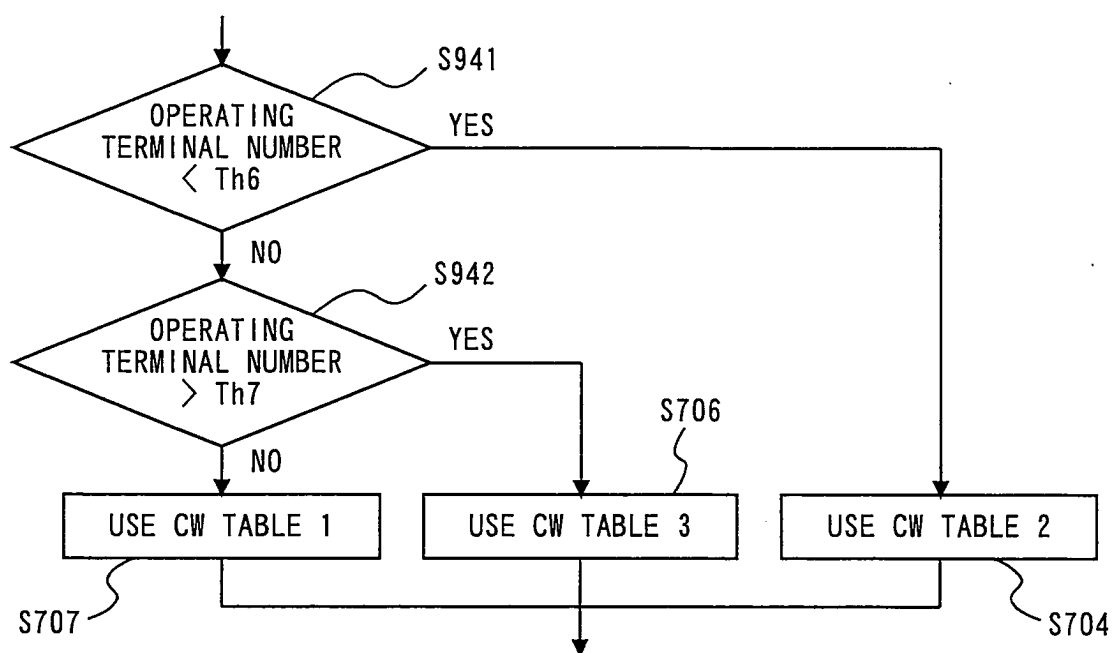 S941
OPERATING
TERMINAL NUMBER
< Th6
YES
NO
S942
OPERATING
TERMINAL NUMBER
> Th7
YES
NO
S706
USE CW TABLE 1
USE CW TABLE 3
USE CW TABLE 2
S707
S704